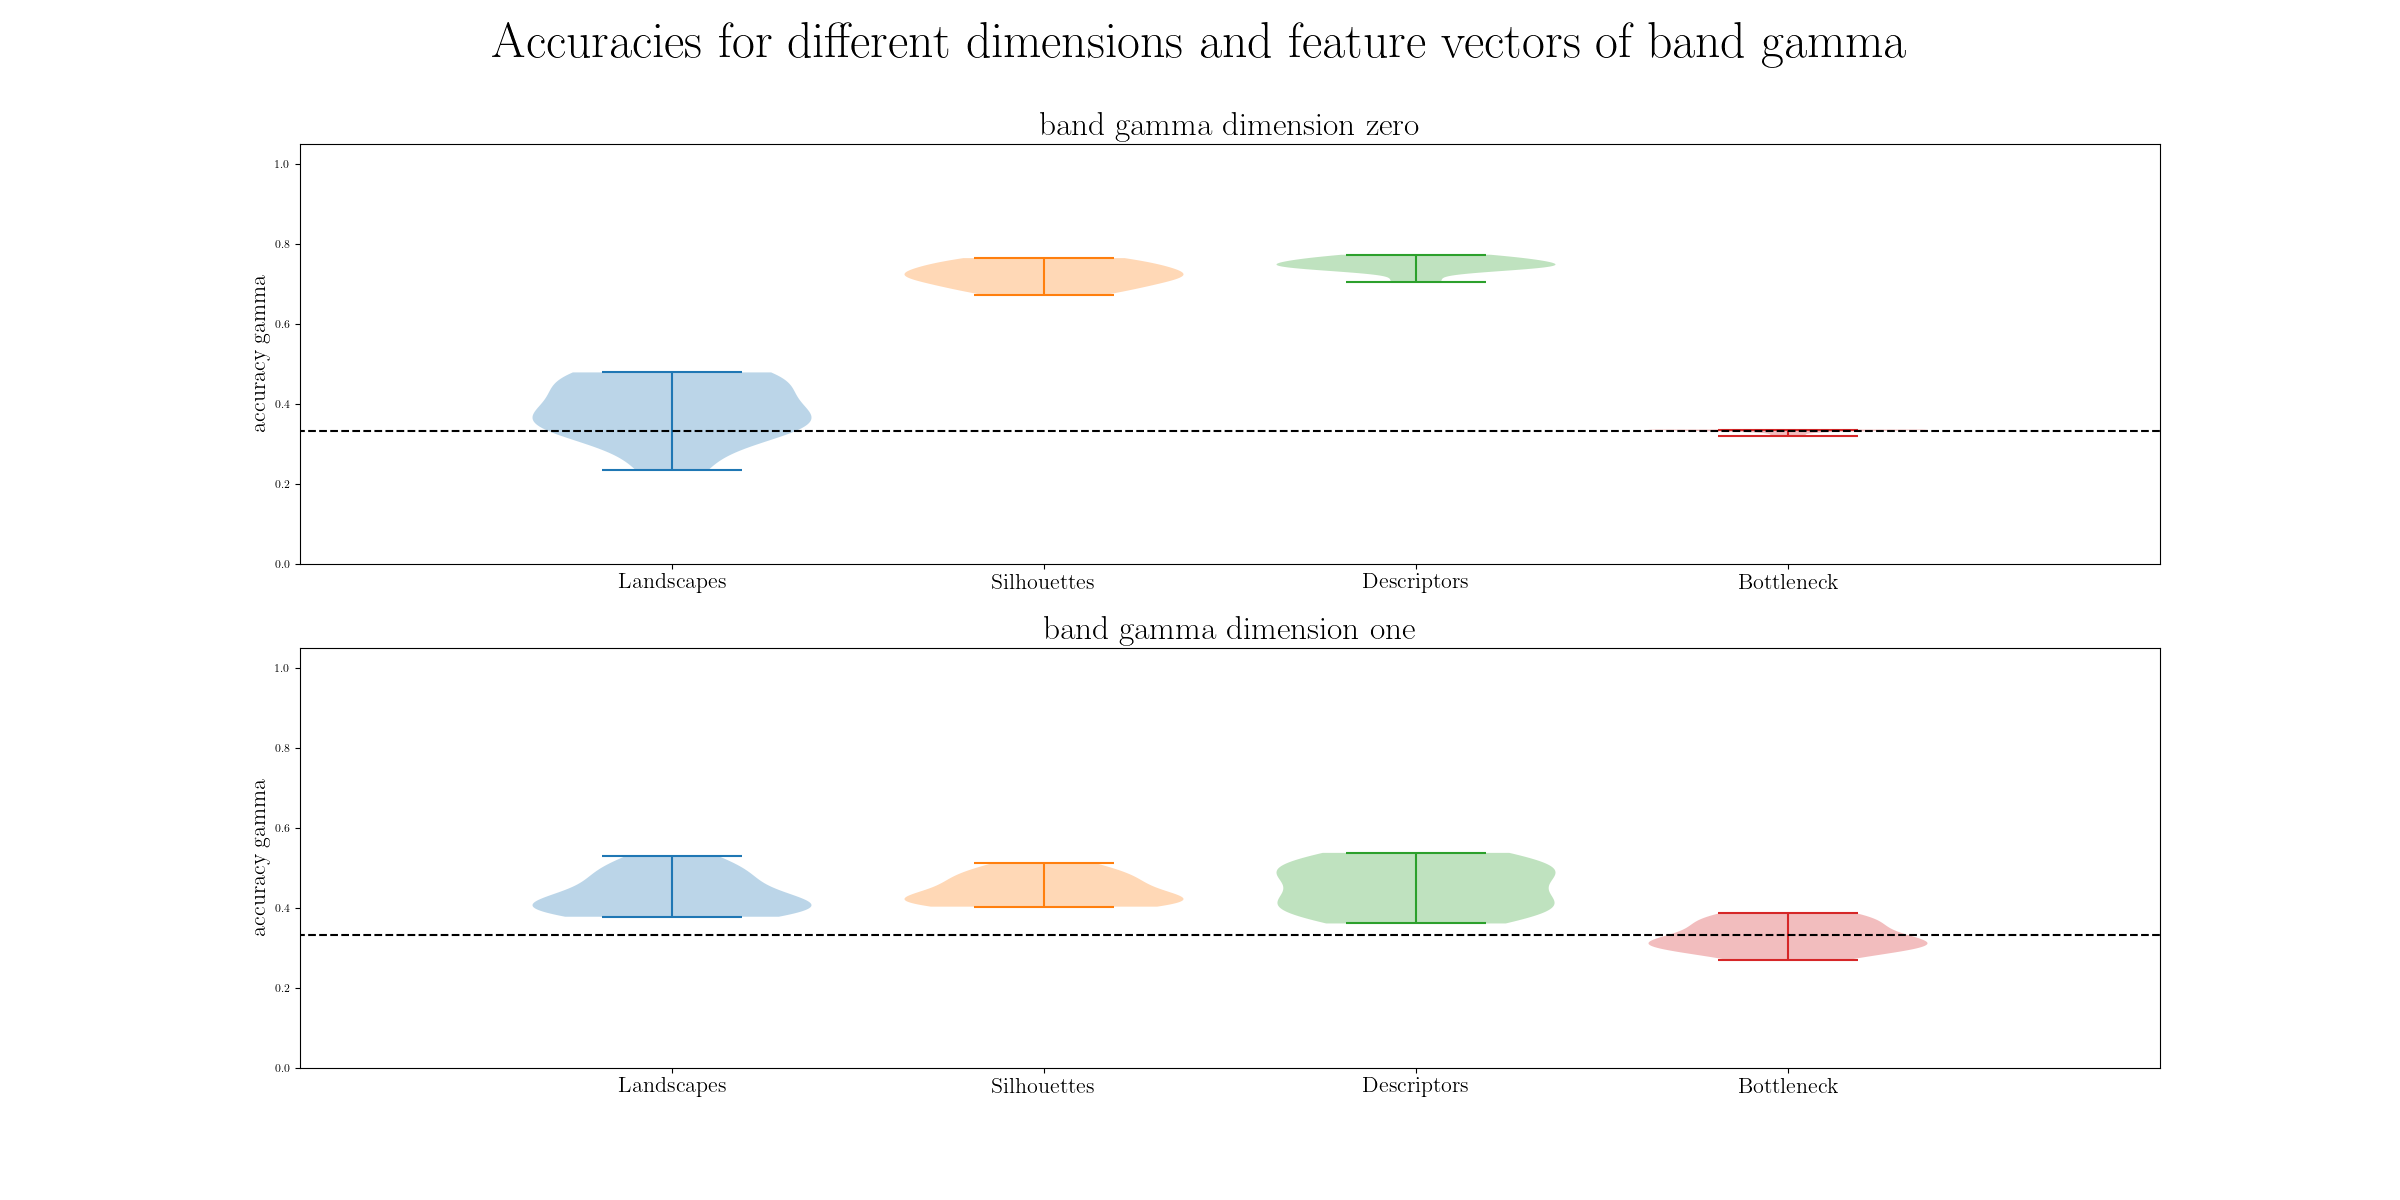 Accuracies for different dimensions and feature vectors of band gamma
band gamma dimension zero
accuracy gamma
1.0
0.8
0.6
0.4
0.2
0.0
Landscapes Silhouettes Descriptors Bottleneck
band gamma dimension one
accuracy gamma
1.0
0.8
0.6
0.4
0.2
0.0
Landscapes Silhouettes Descriptors Bottleneck